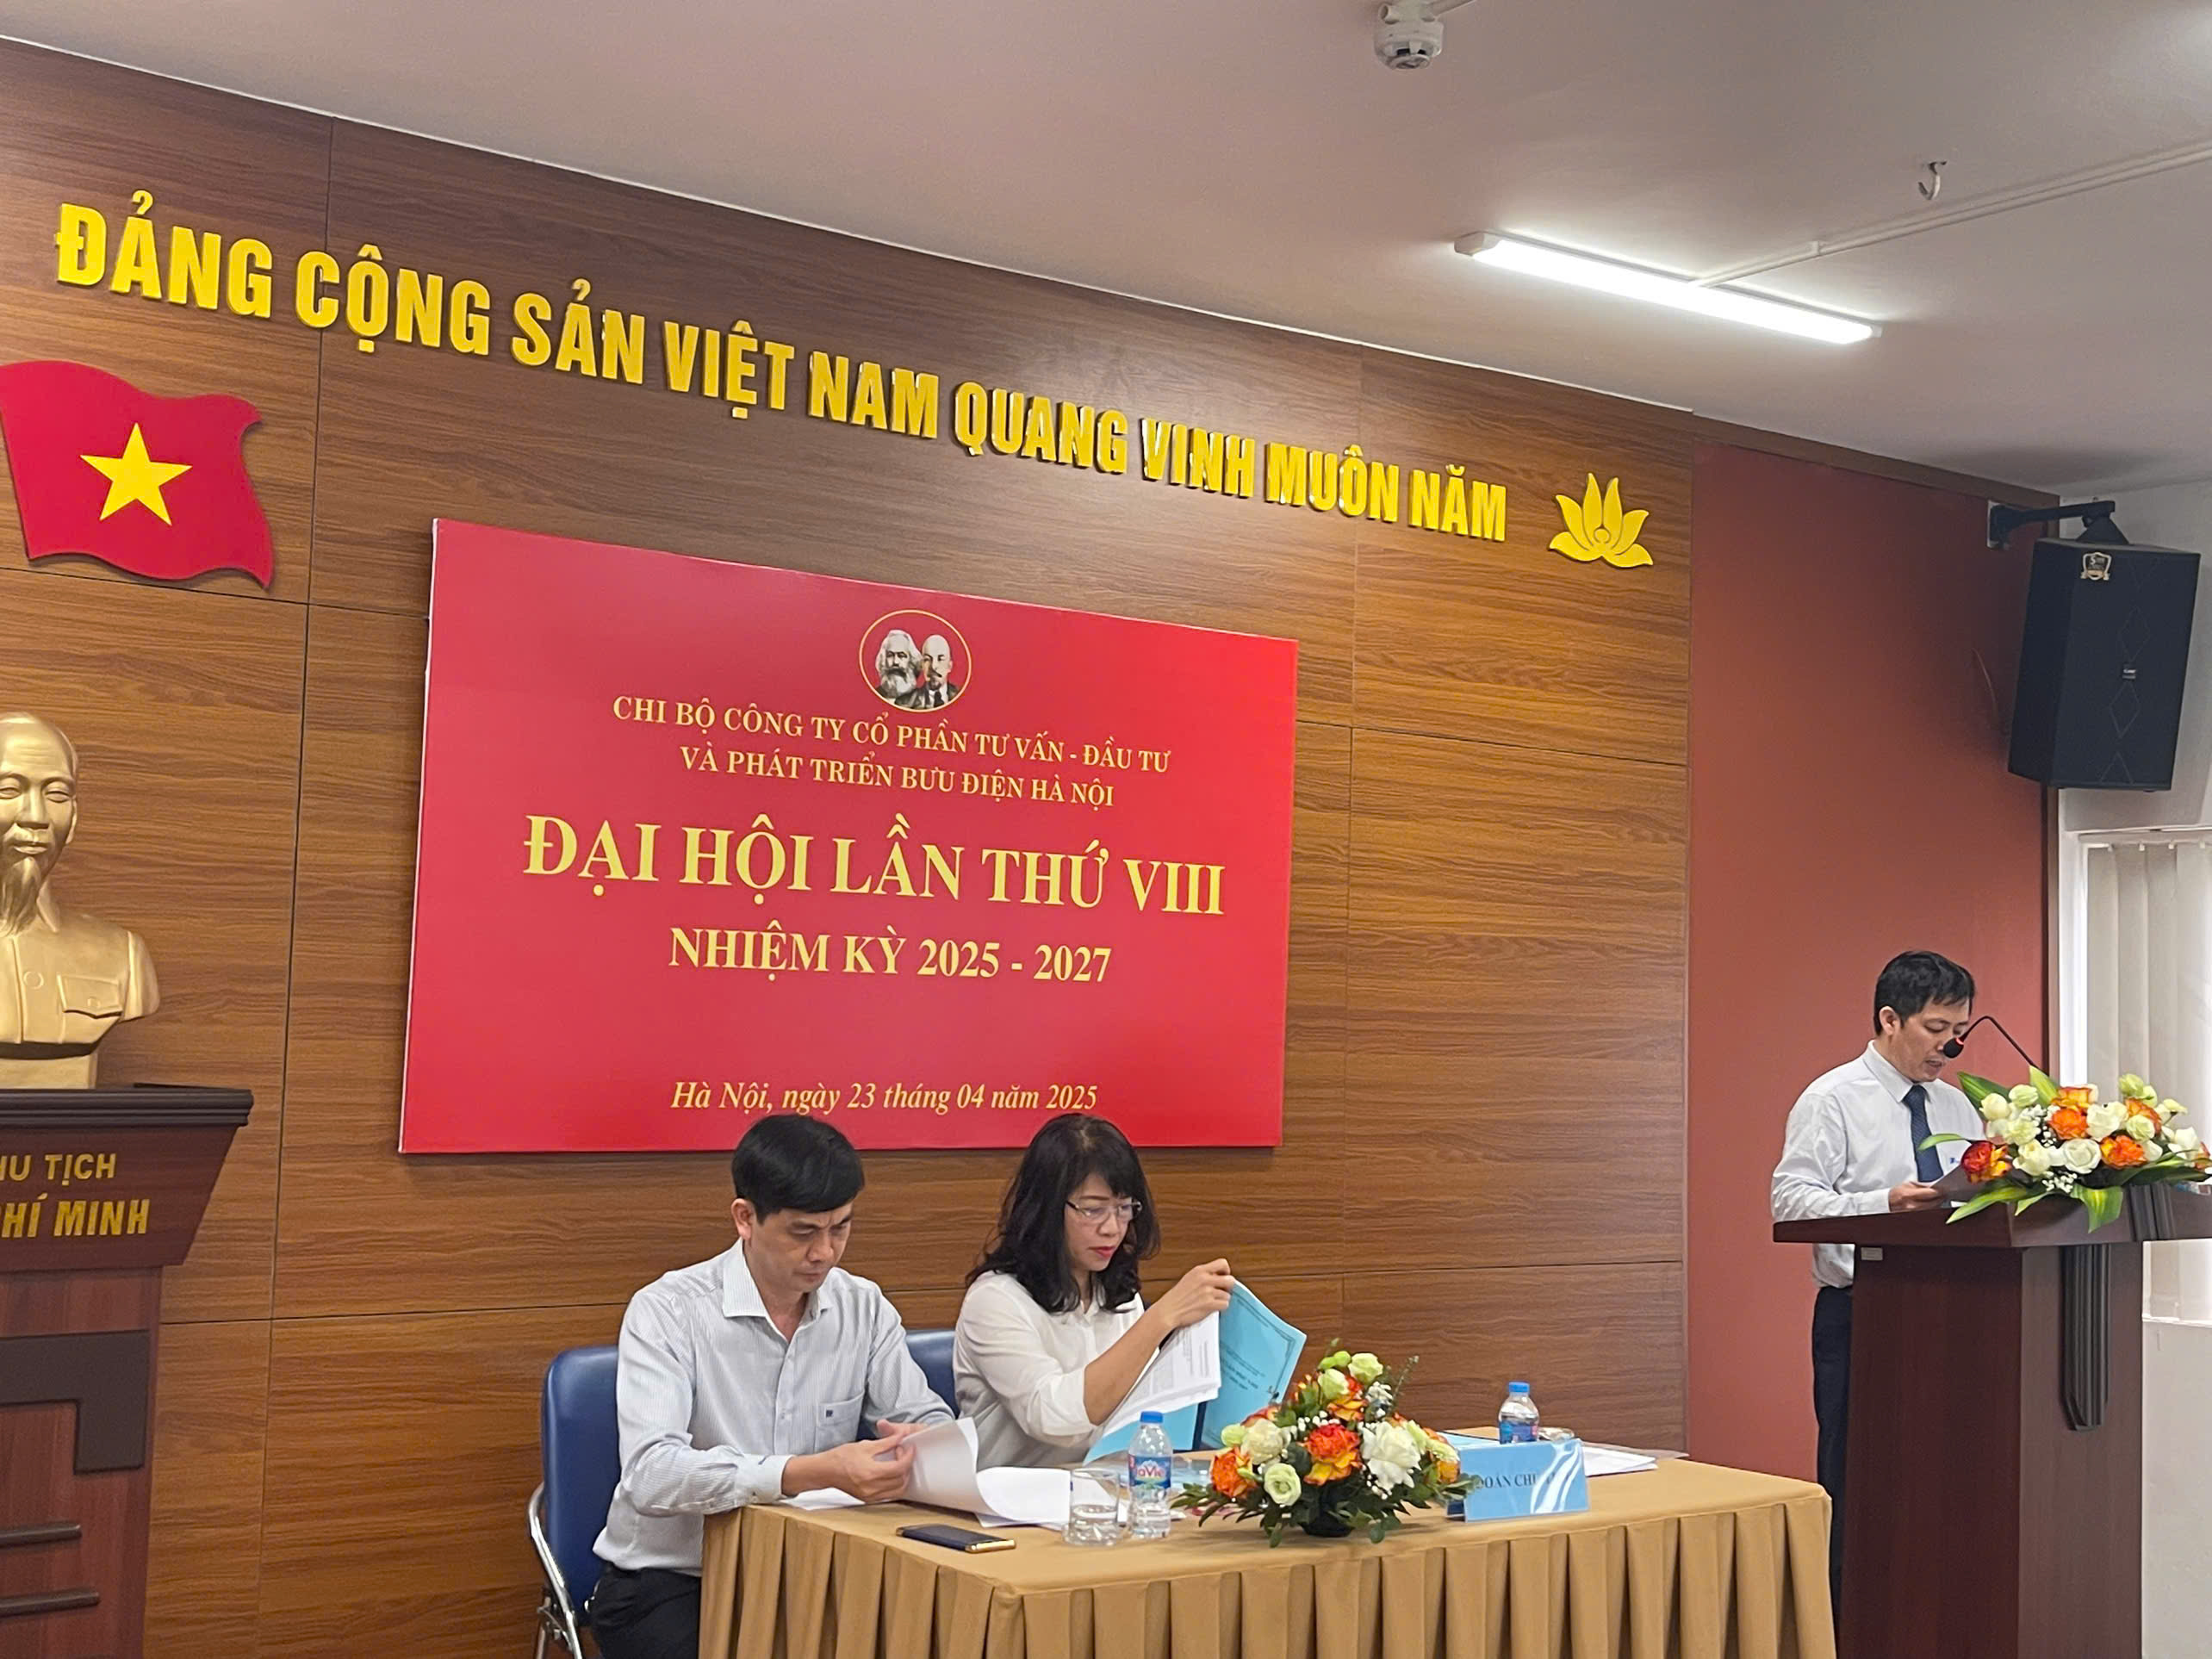 ĐẢNG CỘNG SẢN VIỆT NAM QUANG VINH MUÔN NĂM
CHI BỘ CÔNG TY CỔ PHẦN TƯ VẤN - ĐẦU TƯ
VÀ PHÁT TRIỂN BƯU ĐIỆN HÀ NỘI
ĐẠI HỘI LẦN THỨ VIII
NHIỆM KỲ 2025 - 2027
Hà Nội, ngày 23 tháng 04 năm 2025
HU TỊCH
HÍ MINH
ĐOÀN CH